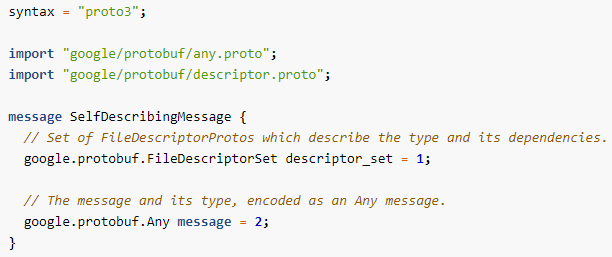 syntax = "proto3";
import "google/protobuf/any.proto";
import "google/protobuf/descriptor.proto";
message SelfDescribingMessage {
// Set of FileDescriptorProtos which describe the type and its dependencies.
google.protobuf.FileDescriptorSet descriptor_set = 1;
// The message and its type, encoded as an Any message.
google.protobuf.Any message = 2;
}